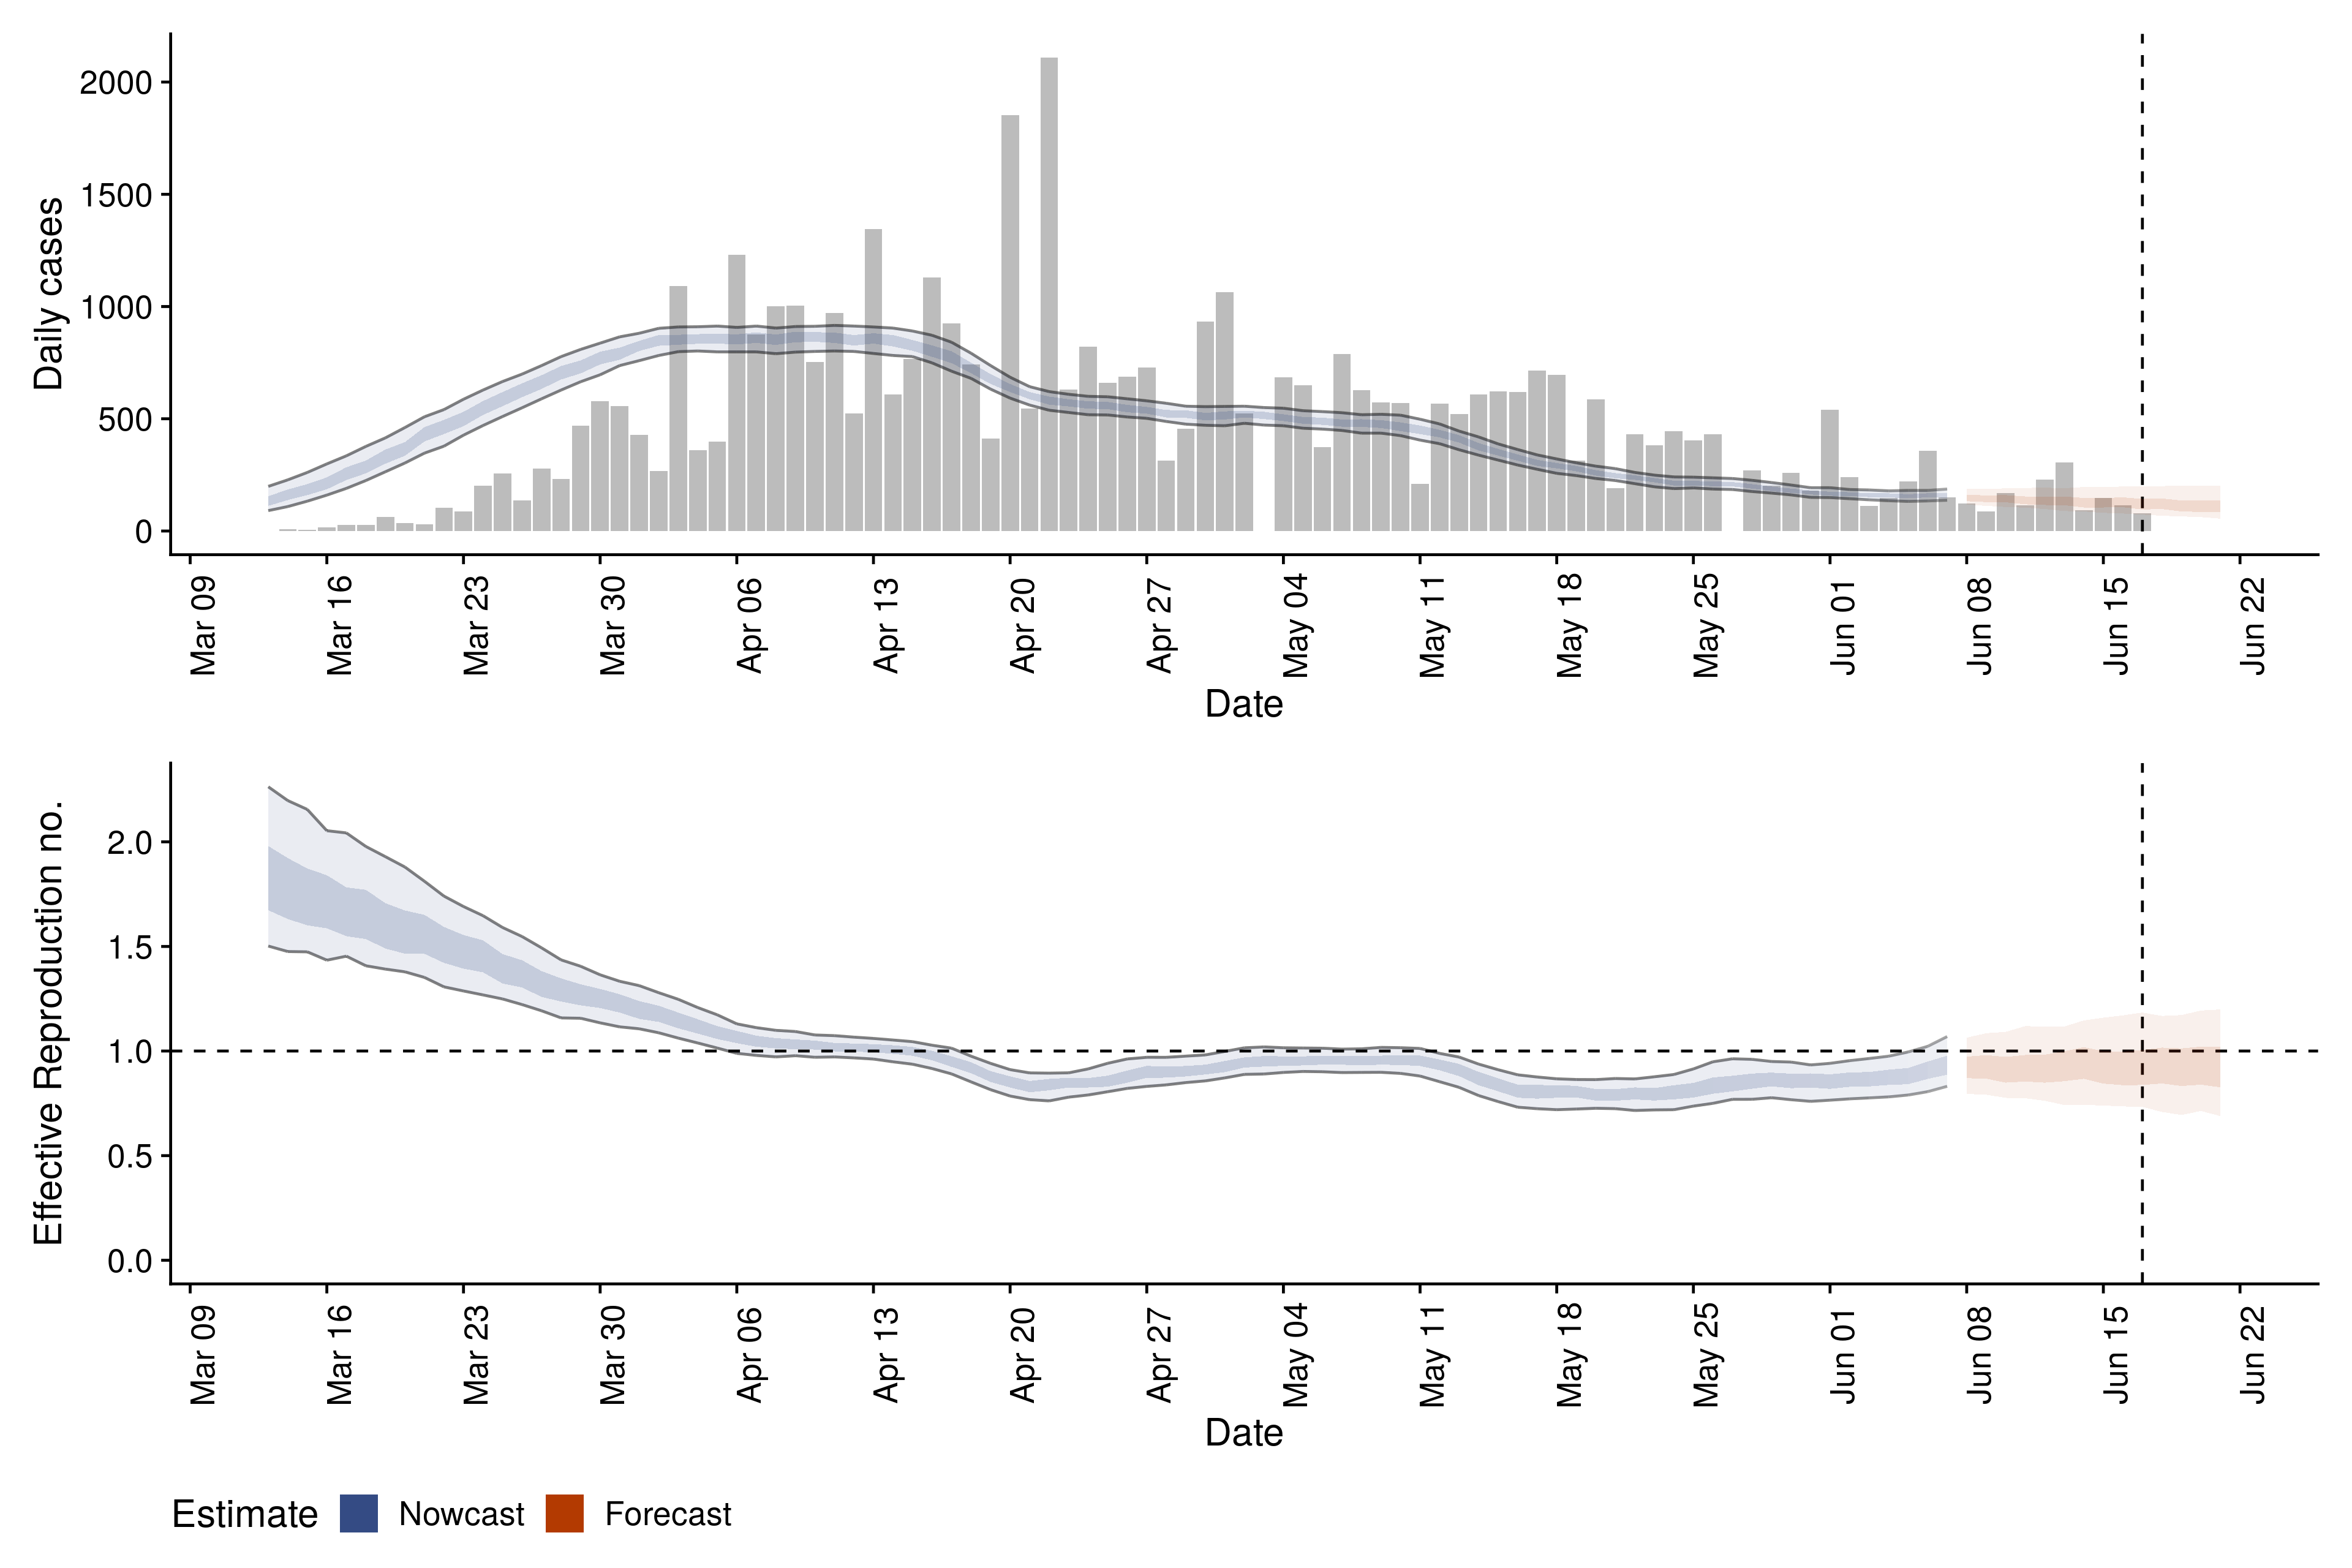 Daily cases
2000
1500
1000
500
0
Mar 09
Mar 16
Mar 23
Mar 30
Apr 06
Apr 13
Apr 20
Apr 27
May 04
May 11
May 18
May 25
Jun 01
Jun 08
Jun 15
Jun 22
Date
Effective Reproduction no.
2.0
1.5
1.0
0.5
0.0
Mar 09
Mar 16
Mar 23
Mar 30
Apr 06
Apr 13
Apr 20
Apr 27
May 04
May 11
May 18
May 25
Jun 01
Jun 08
Jun 15
Jun 22
Date
Estimate Nowcast Forecast